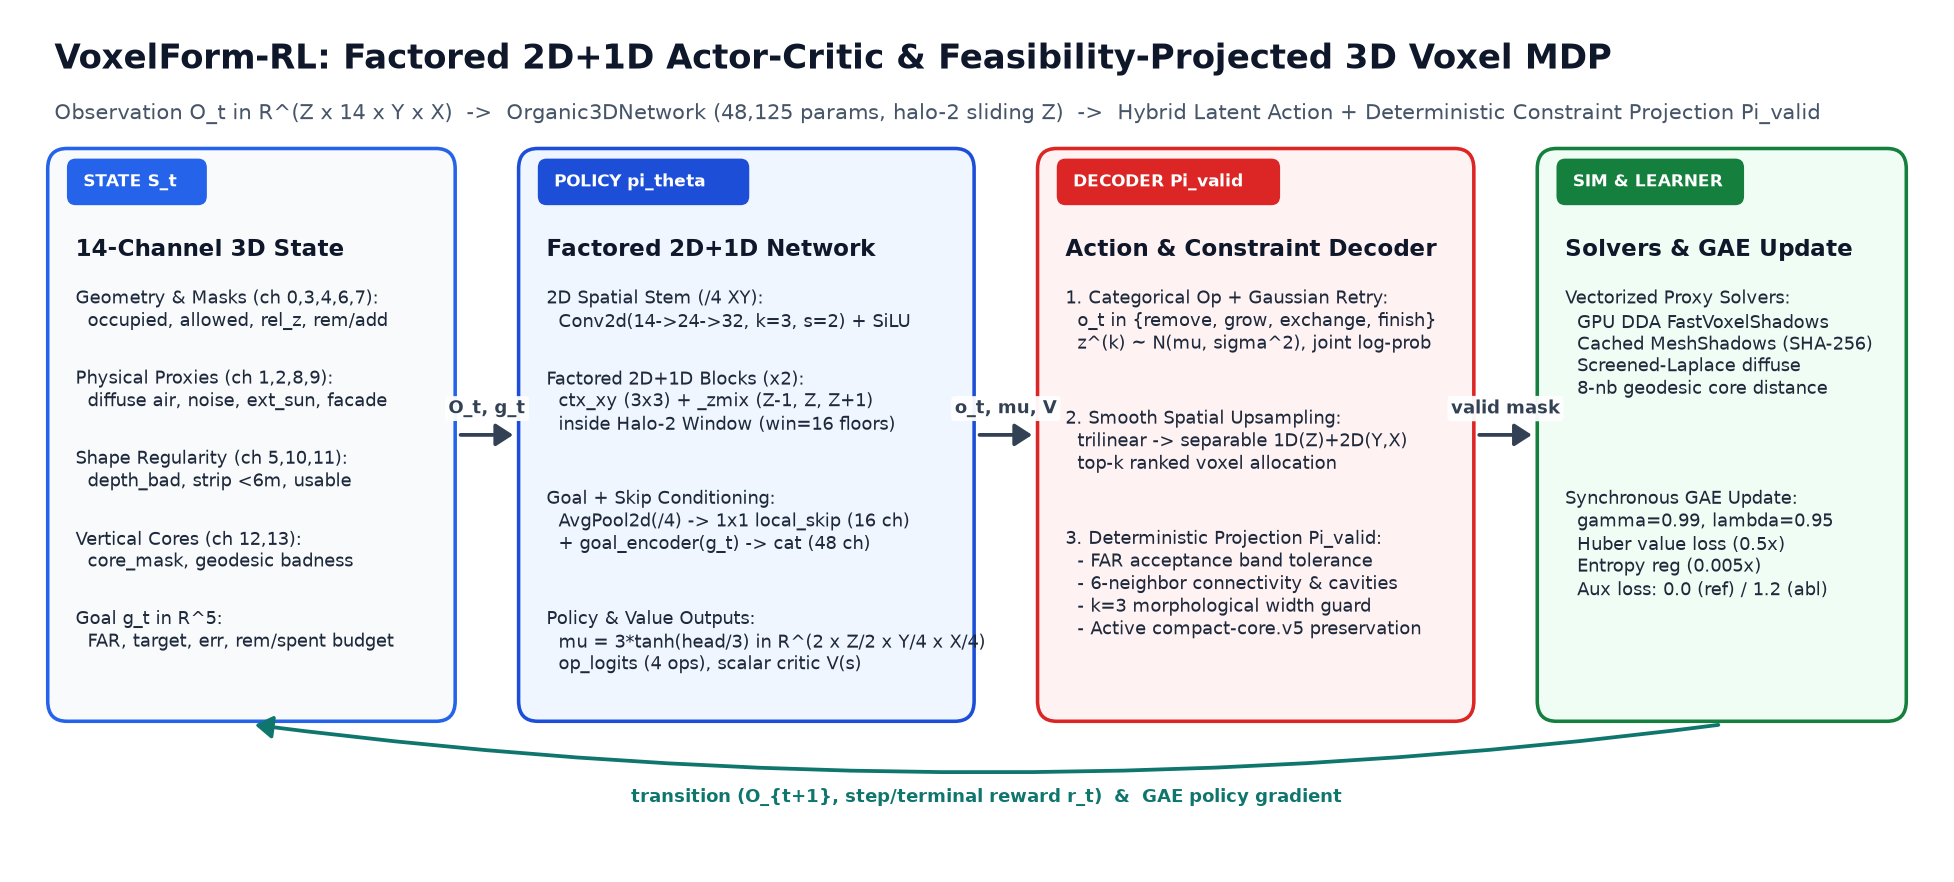 VoxelForm-RL: Factored 2D+1D Actor-Critic & Feasibility-Projected 3D Voxel MDP
Observation O_t in R^(Z x 14 x Y x X)  ->  Organic3DNetwork (48,125 params, halo-2 sliding Z)  ->  Hybrid Latent Action + Deterministic Constraint Projection Pi_valid
STATE S_t
14-Channel 3D State
Geometry & Masks (ch 0,3,4,6,7):
occupied, allowed, rel_z, rem/add
Physical Proxies (ch 1,2,8,9):
diffuse air, noise, ext_sun, facade
Shape Regularity (ch 5,10,11):
depth_bad, strip <6m, usable
Vertical Cores (ch 12,13):
core_mask, geodesic badness
Goal g_t in R^5:
FAR, target, err, rem/spent budget
O_t, g_t
POLICY pi_theta
Factored 2D+1D Network
2D Spatial Stem (/4 XY):
Conv2d(14->24->32, k=3, s=2) + SiLU
Factored 2D+1D Blocks (x2):
ctx_xy (3x3) + _zmix (Z-1, Z, Z+1)
inside Halo-2 Window (win=16 floors)
Goal + Skip Conditioning:
AvgPool2d(/4) -> 1x1 local_skip (16 ch)
+ goal_encoder(g_t) -> cat (48 ch)
Policy & Value Outputs:
mu = 3*tanh(head/3) in R^(2 x Z/2 x Y/4 x X/4)
op_logits (4 ops), scalar critic V(s)
o_t, mu, V
DECODER Pi_valid
Action & Constraint Decoder
1. Categorical Op + Gaussian Retry:
o_t in {remove, grow, exchange, finish}
z^(k) ~ N(mu, sigma^2), joint log-prob
2. Smooth Spatial Upsampling:
trilinear -> separable 1D(Z)+2D(Y,X)
top-k ranked voxel allocation
3. Deterministic Projection Pi_valid:
- FAR acceptance band tolerance
- 6-neighbor connectivity & cavities
- k=3 morphological width guard
- Active compact-core.v5 preservation
valid mask
SIM & LEARNER
Solvers & GAE Update
Vectorized Proxy Solvers:
GPU DDA FastVoxelShadows
Cached MeshShadows (SHA-256)
Screened-Laplace diffuse
8-nb geodesic core distance
Synchronous GAE Update:
gamma=0.99, lambda=0.95
Huber value loss (0.5x)
Entropy reg (0.005x)
Aux loss: 0.0 (ref) / 1.2 (abl)
transition (O_{t+1}, step/terminal reward r_t)  &  GAE policy gradient